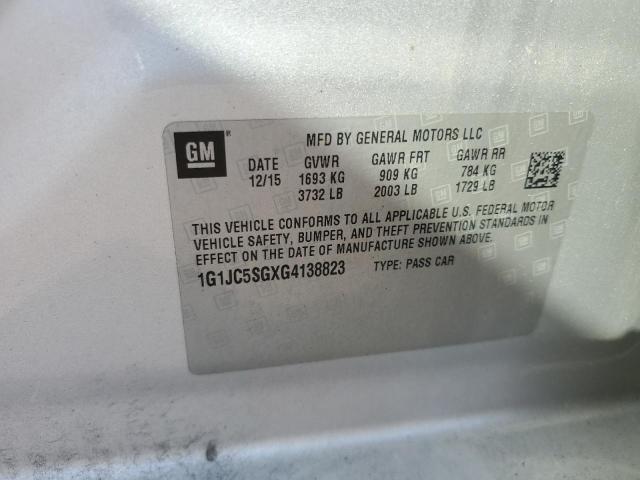 GM
MFD BY GENERAL MOTORS LLC
DATE GVWR GAWR FRT GAWR RR
12/15 1693 KG 909 KG 784 KG
3732 LB 2003 LB 1729 LB
THIS VEHICLE CONFORMS TO ALL APPLICABLE U.S. FEDERAL MOTOR
VEHICLE SAFETY, BUMPER, AND THEFT PREVENTION STANDARDS IN
EFFECT ON THE DATE OF MANUFACTURE SHOWN ABOVE.
1G1JC5SGXG4138823 TYPE: PASS CAR